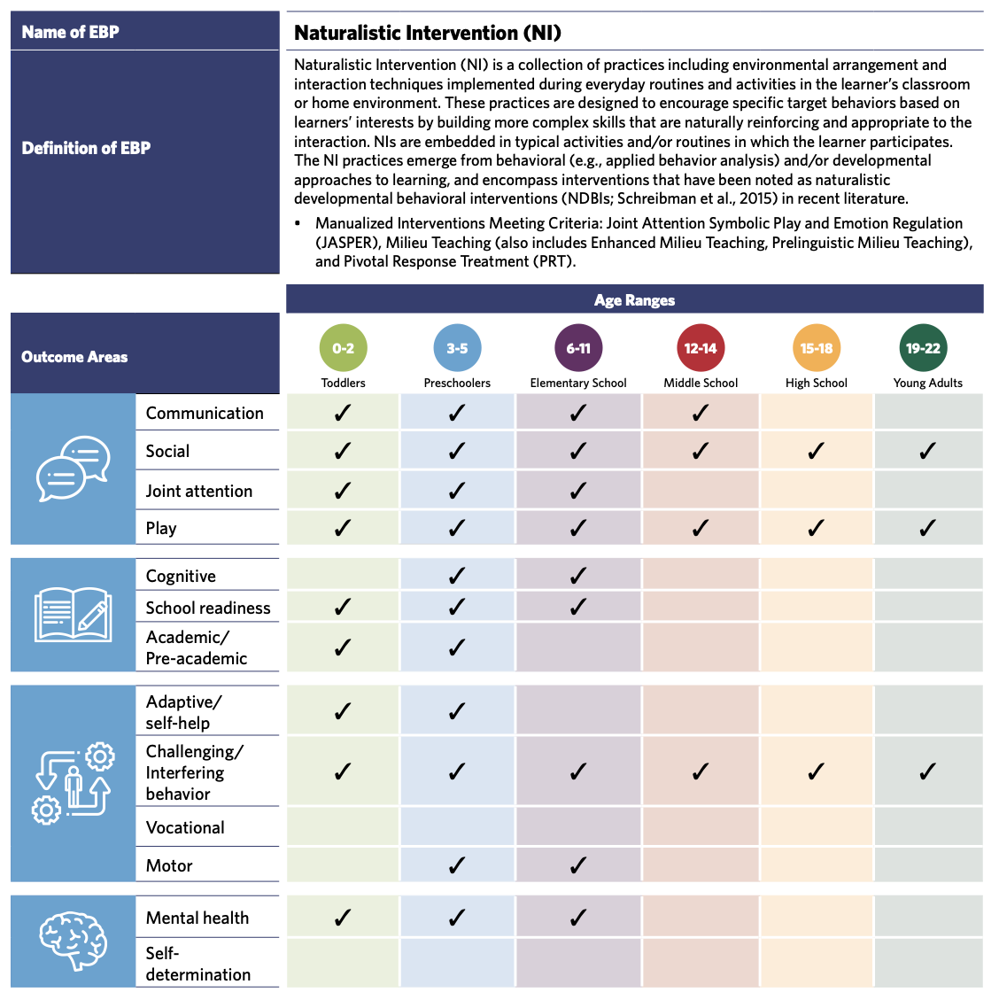 Name of EBP
Naturalistic Intervention (NI)
Definition of EBP
Naturalistic Intervention (NI) is a collection of practices including environmental arrangement and
interaction techniques implemented during everyday routines and activities in the learner's classroom
or home environment. These practices are designed to encourage specific target behaviors based on
learners' interests by building more complex skills that are naturally reinforcing and appropriate to the
interaction. NIs are embedded in typical activities and/or routines in which the learner participates.
The NI practices emerge from behavioral (e.g., applied behavior analysis) and/or developmental
approaches to learning, and encompass interventions that have been noted as naturalistic
developmental behavioral interventions (NDBIs; Schreibman et al., 2015) in recent literature.
▪ Manualized Interventions Meeting Criteria: Joint Attention Symbolic Play and Emotion Regulation
(JASPER), Milieu Teaching (also includes Enhanced Milieu Teaching, Prelinguistic Milieu Teaching),
and Pivotal Response Treatment (PRT).
Age Ranges
Outcome Areas
0-2 3-5 6-11 12-14 15-18 19-22
Toddlers Preschoolers Elementary School Middle School High School Young Adults
Communication ✓ ✓ ✓ ✓
Social ✓ ✓ ✓ ✓ ✓ ✓
Joint attention ✓ ✓ ✓
Play ✓ ✓ ✓ ✓ ✓ ✓
Cognitive ✓ ✓
School readiness ✓ ✓ ✓
Academic/
Pre-academic ✓ ✓
Adaptive/
self-help ✓ ✓
Challenging/
Interfering ✓ ✓ ✓ ✓ ✓ ✓
behavior
Vocational
Motor ✓ ✓
Mental health ✓ ✓ ✓
Self-
determination